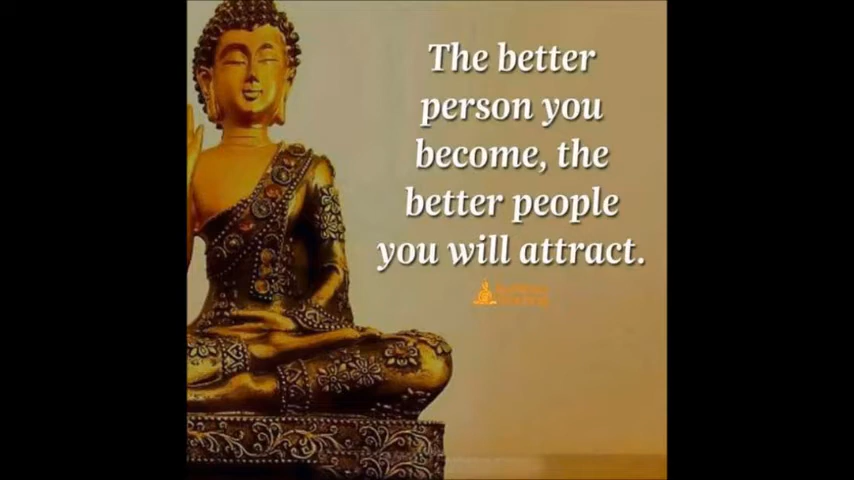 The better
person you
become, the
better people
you will attract.